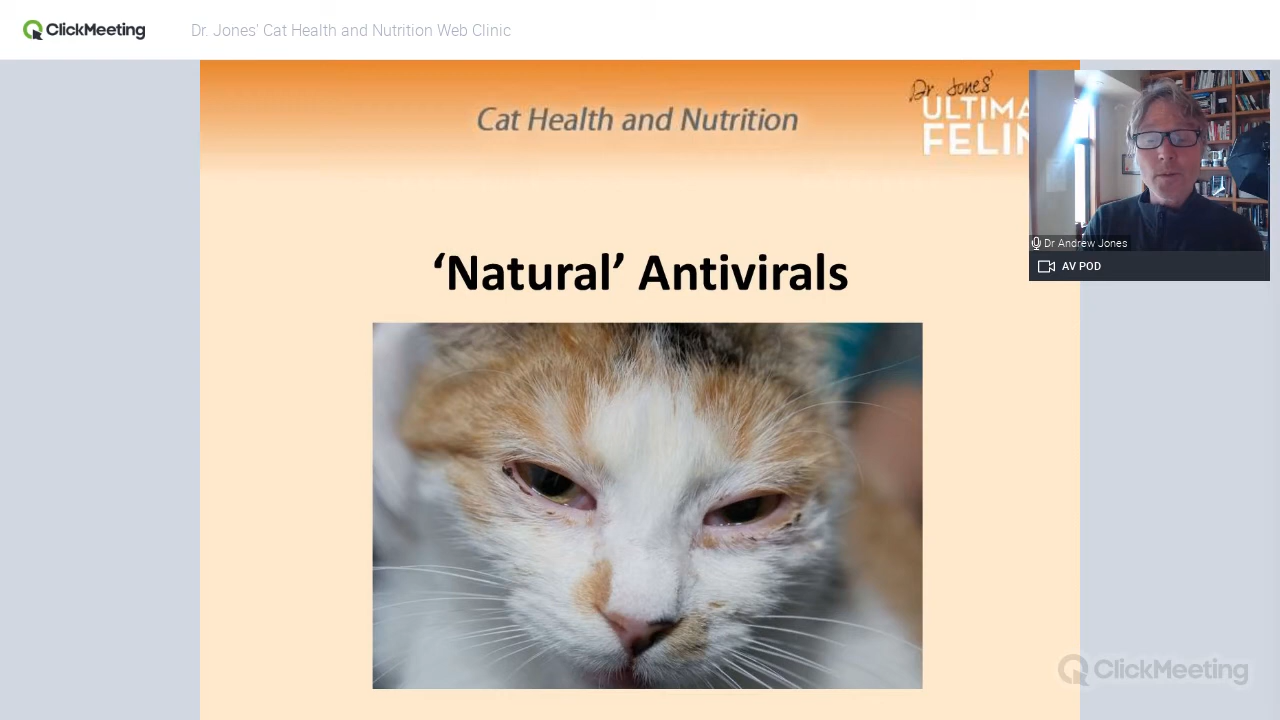 ClickMeeting
Dr. Jones' Cat Health and Nutrition Web Clinic
Cat Health and Nutrition
Dr. Jones'
ULTIMA
FELIN
‘Natural’ Antivirals
Dr Andrew Jones
AV POD
ClickMeeting